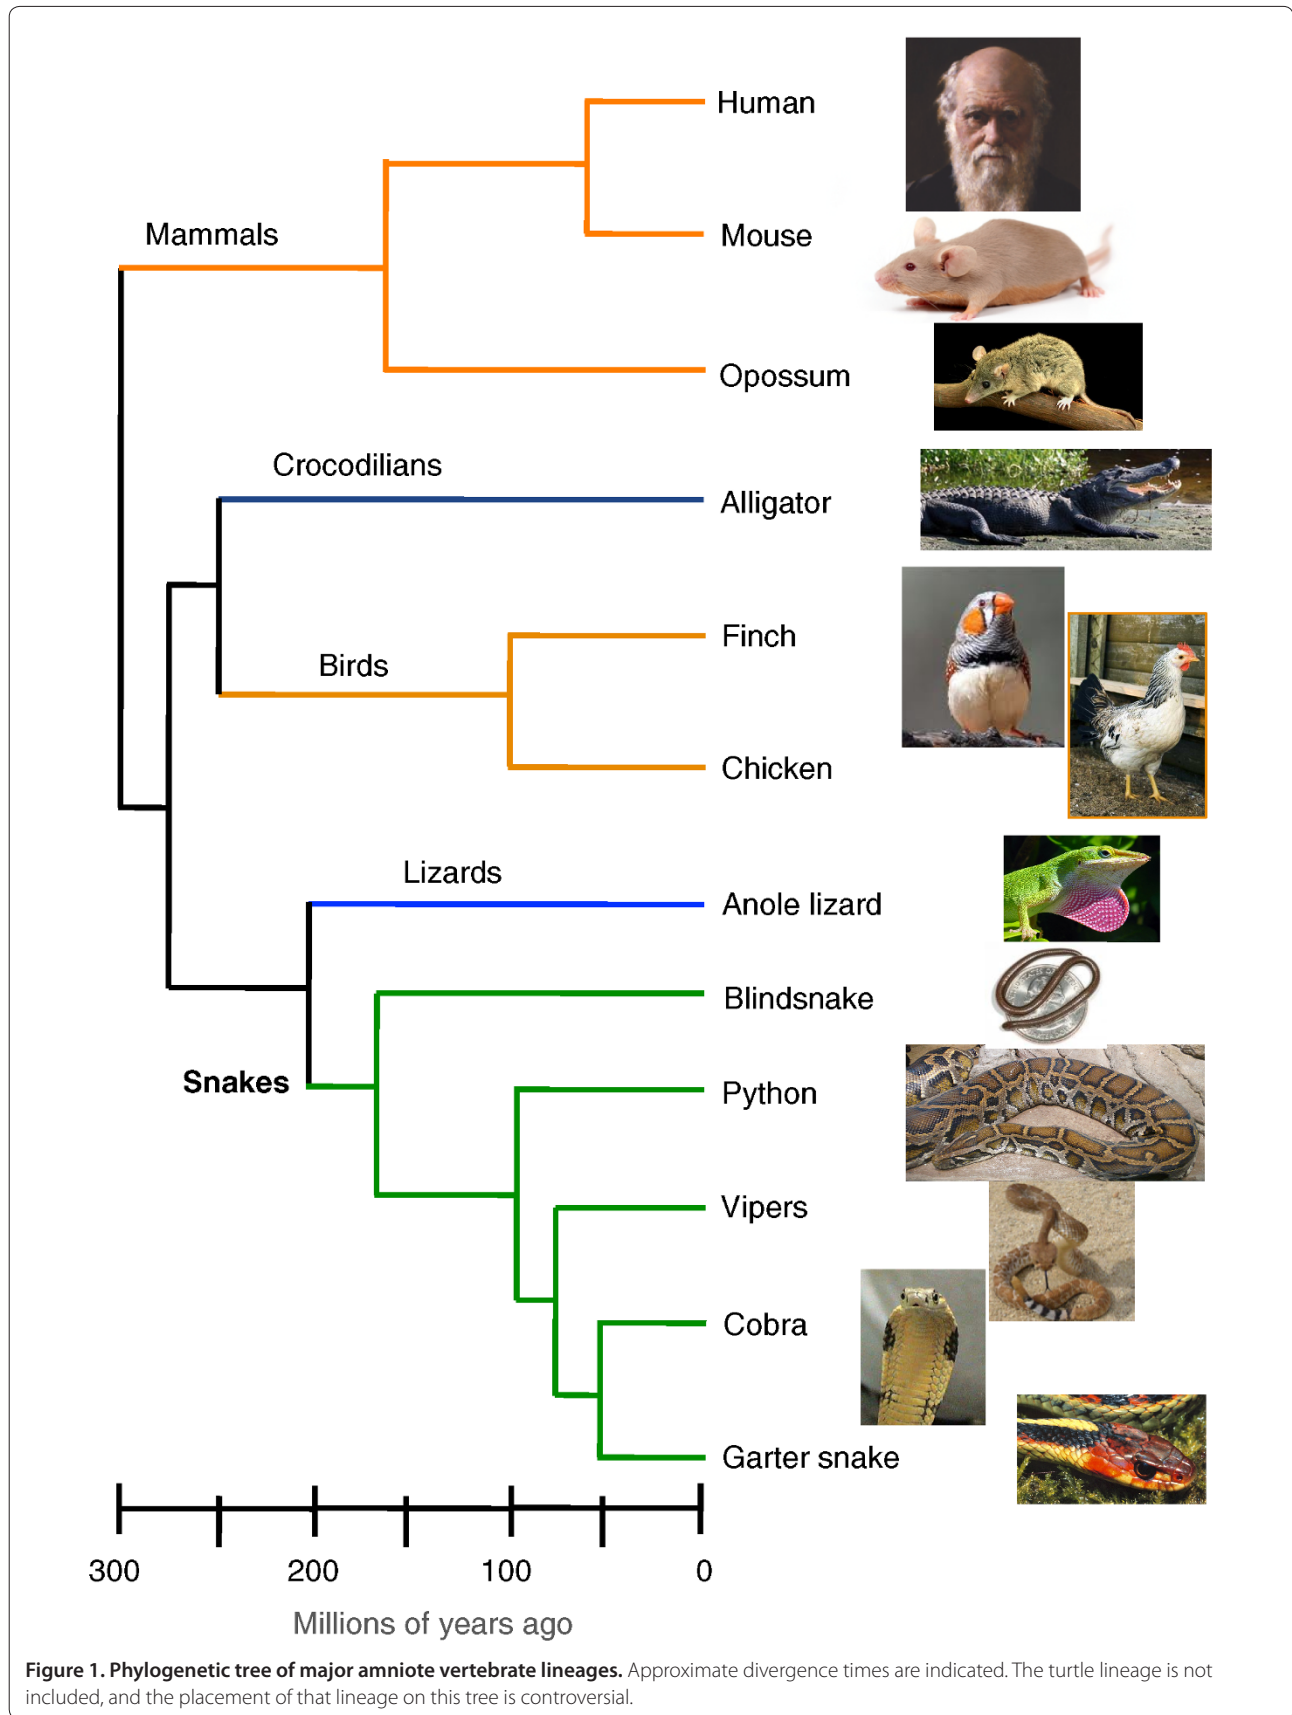 Human
Mammals
Mouse
Opossum
Crocodilians
Alligator
Finch
Birds
Chicken
Lizards
Anole lizard
Blindsnake
Snakes
Python
Vipers
Cobra
Garter snake
300 200 100 0
Millions of years ago
Figure 1. Phylogenetic tree of major amniote vertebrate lineages. Approximate divergence times are indicated. The turtle lineage is not
included, and the placement of that lineage on this tree is controversial.